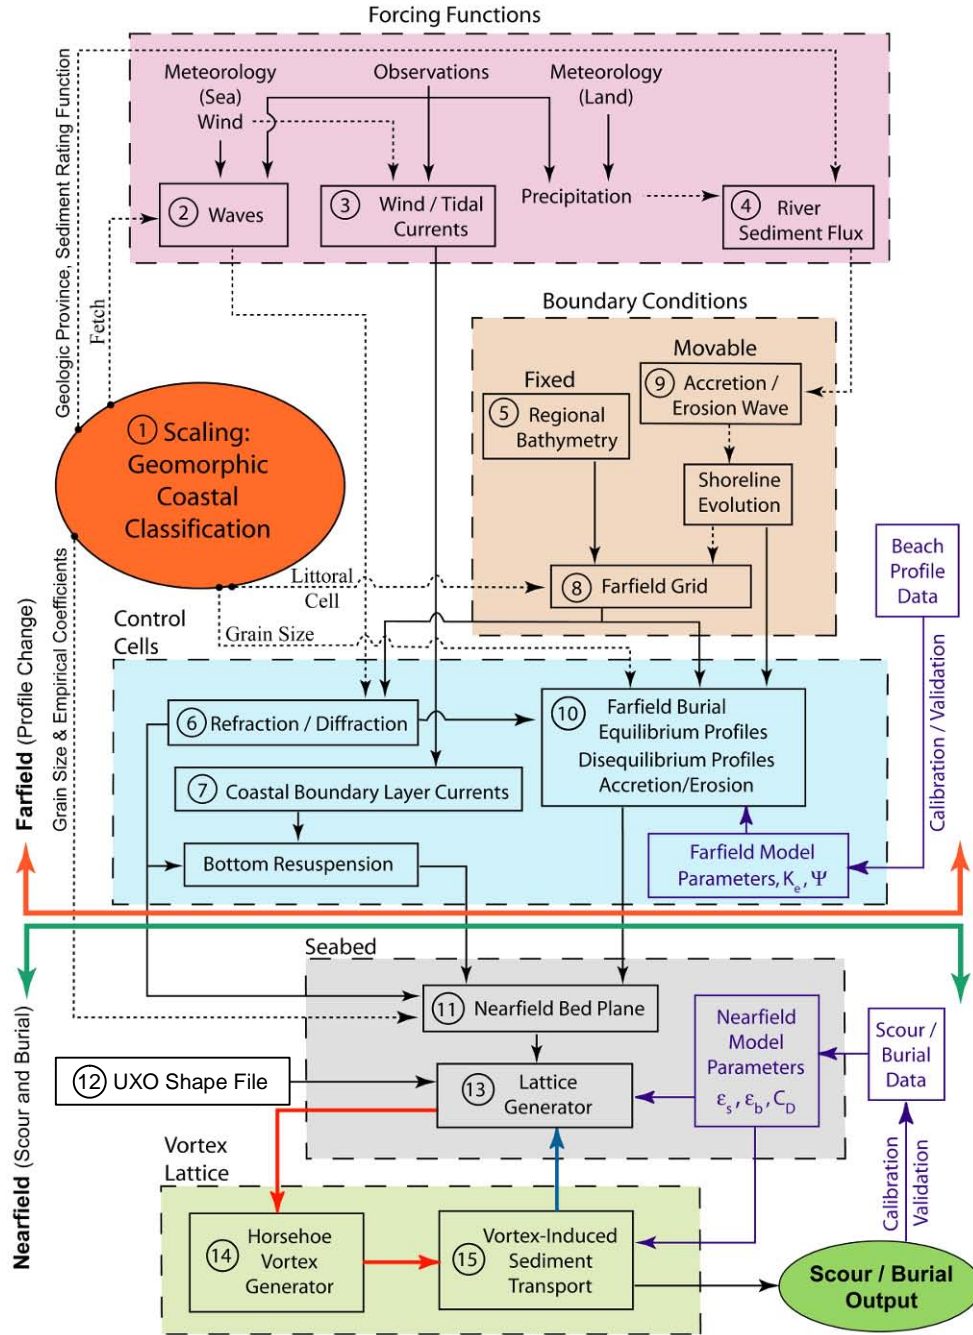 Forcing Functions
Meteorology
(Sea)
Wind
Observations
Meteorology
(Land)
2 Waves
3 Wind / Tidal
Currents
Precipitation
4 River
Sediment Flux
Geologic Province, Sediment Rating Function
Fetch
Boundary Conditions
Movable
Fixed
9 Accretion /
Erosion Wave
5 Regional
Bathymetry
Shoreline
Evolution
8 Farfield Grid
1 Scaling:
Geomorphic
Coastal
Classification
Littoral
Cell
Grain Size
Beach
Profile
Data
Calibration / Validation
Control
Cells
6 Refraction / Diffraction
10 Farfield Burial
Equilibrium Profiles
Disequilibrium Profiles
Accretion/Erosion
7 Coastal Boundary Layer Currents
Bottom Resuspension
Farfield Model
Parameters, Ke, Ψ
Farfield (Profile Change)
Grain Size & Empirical Coefficients
Nearfield (Scour and Burial)
Seabed
11 Nearfield Bed Plane
Nearfield
Model
Parameters
εs, εb, CD
Scour /
Burial
Data
12 UXO Shape File
13 Lattice
Generator
Vortex
Lattice
14 Horsehoe
Vortex
Generator
15 Vortex-Induced
Sediment
Transport
Calibration
Validation
Scour / Burial
Output